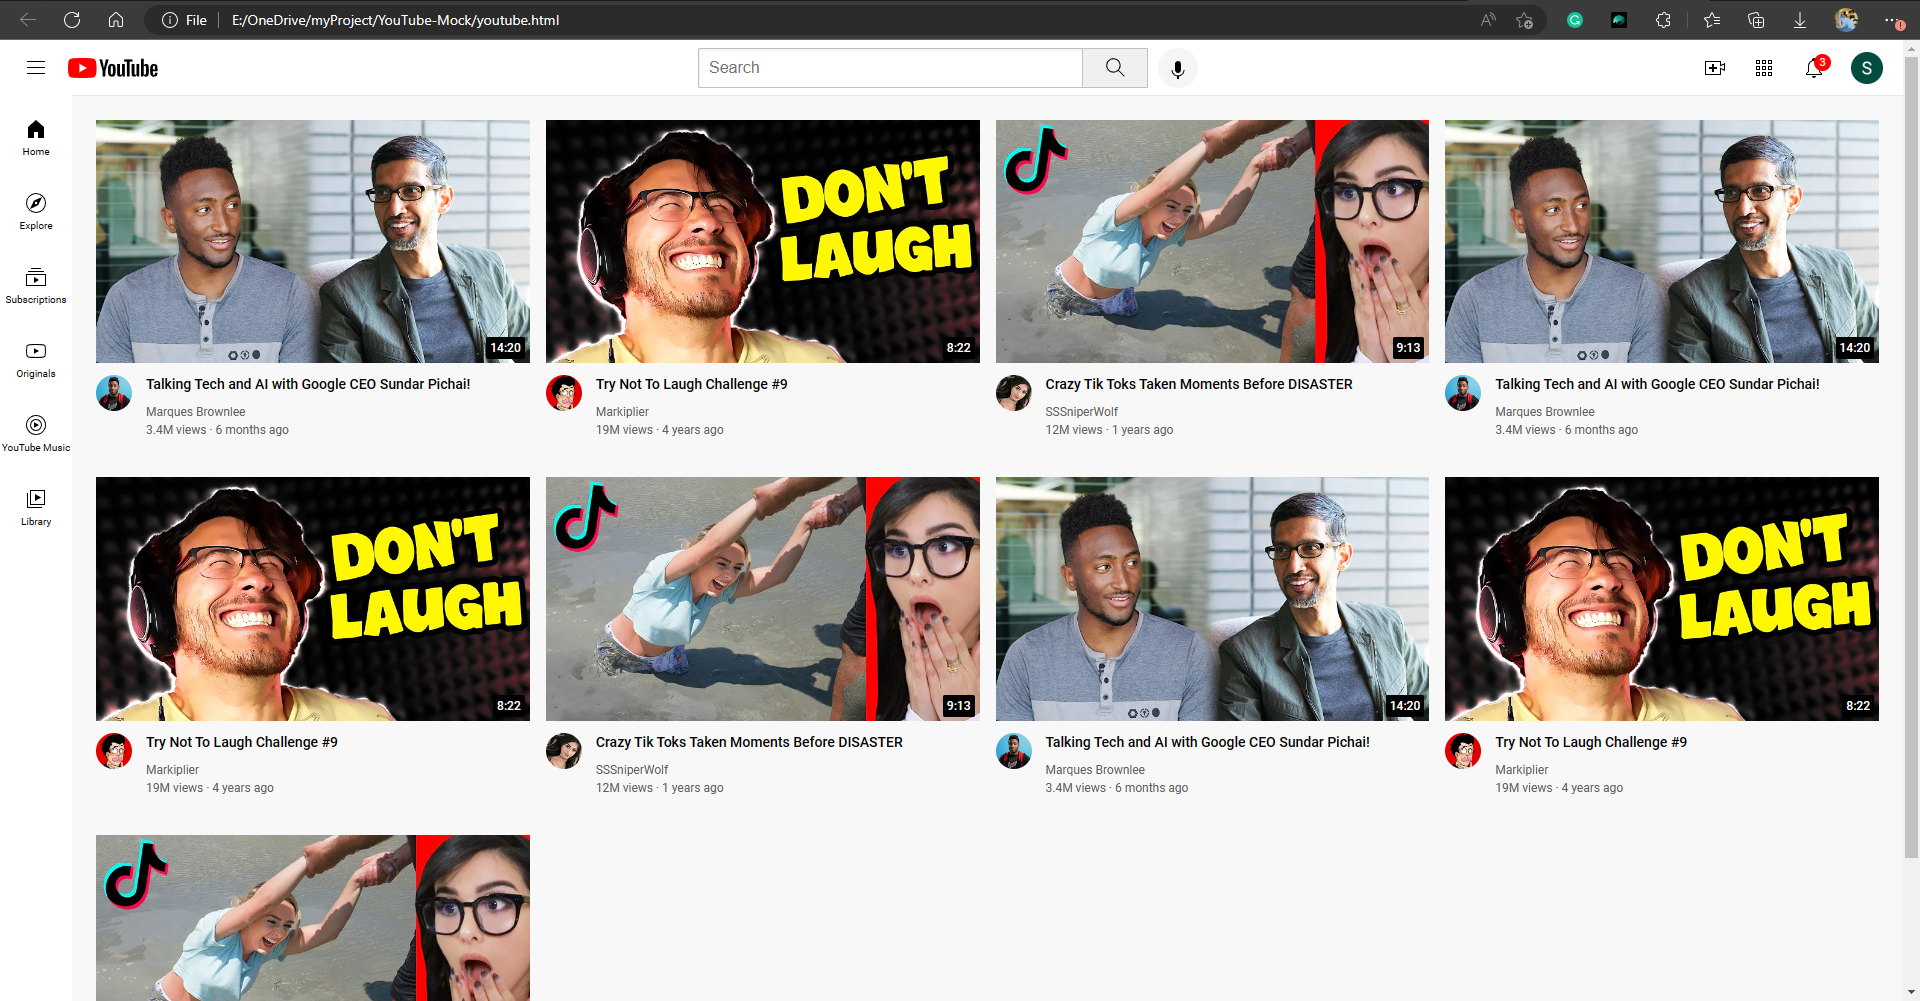 File
E:/OneDrive/myProject/YouTube-Mock/youtube.html
YouTube
Search
3
S
Home
Explore
Subscriptions
Originals
YouTube Music
Library
14:20
Talking Tech and AI with Google CEO Sundar Pichai!
Marques Brownlee
3.4M views · 6 months ago
DON'T
LAUGH
8:22
Try Not To Laugh Challenge #9
Markiplier
19M views · 4 years ago
9:13
Crazy Tik Toks Taken Moments Before DISASTER
SSSniperWolf
12M views · 1 years ago
14:20
Talking Tech and AI with Google CEO Sundar Pichai!
Marques Brownlee
3.4M views · 6 months ago
DON'T
LAUGH
8:22
Try Not To Laugh Challenge #9
Markiplier
19M views · 4 years ago
9:13
Crazy Tik Toks Taken Moments Before DISASTER
SSSniperWolf
12M views · 1 years ago
14:20
Talking Tech and AI with Google CEO Sundar Pichai!
Marques Brownlee
3.4M views · 6 months ago
DON'T
LAUGH
8:22
Try Not To Laugh Challenge #9
Markiplier
19M views · 4 years ago